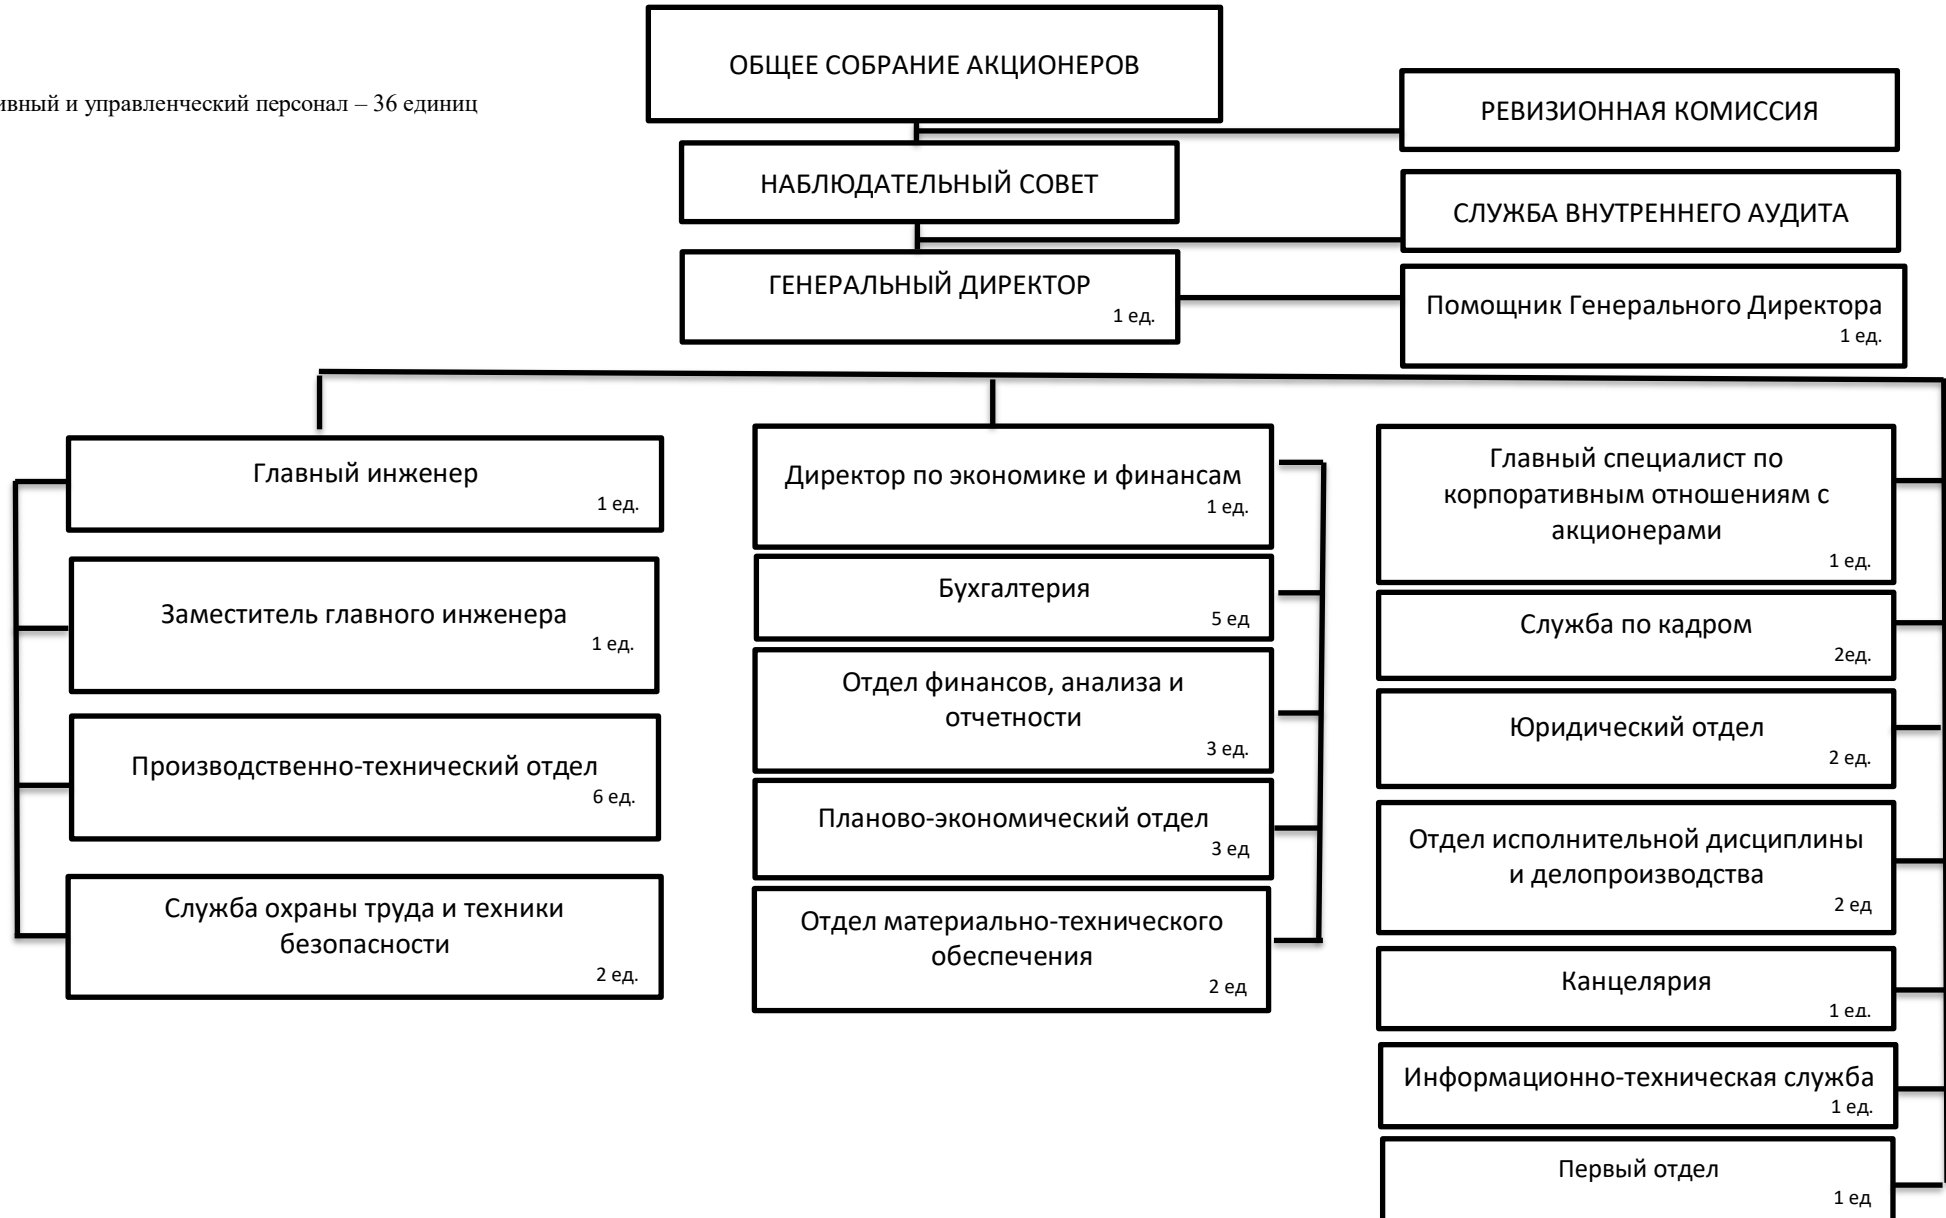 ОБЩЕЕ СОБРАНИЕ АКЦИОНЕРОВ
ивный и управленческий персонал – 36 единиц
РЕВИЗИОННАЯ КОМИССИЯ
НАБЛЮДАТЕЛЬНЫЙ СОВЕТ
СЛУЖБА ВНУТРЕННЕГО АУДИТА
ГЕНЕРАЛЬНЫЙ ДИРЕКТОР
1 ед.
Помощник Генерального Директора
1 ед.
Главный инженер
1 ед.
Заместитель главного инженера
1 ед.
Производственно-технический отдел
6 ед.
Служба охраны труда и техники
безопасности
2 ед.
Директор по экономике и финансам
1 ед.
Бухгалтерия
5 ед
Отдел финансов, анализа и
отчетности
3 ед.
Планово-экономический отдел
3 ед
Отдел материально-технического
обеспечения
2 ед
Главный специалист по
корпоративным отношениям с
акционерами
1 ед.
Служба по кадром
2ед.
Юридический отдел
2 ед.
Отдел исполнительной дисциплины
и делопроизводства
2 ед
Канцелярия
1 ед.
Информационно-техническая служба
1 ед.
Первый отдел
1 ед